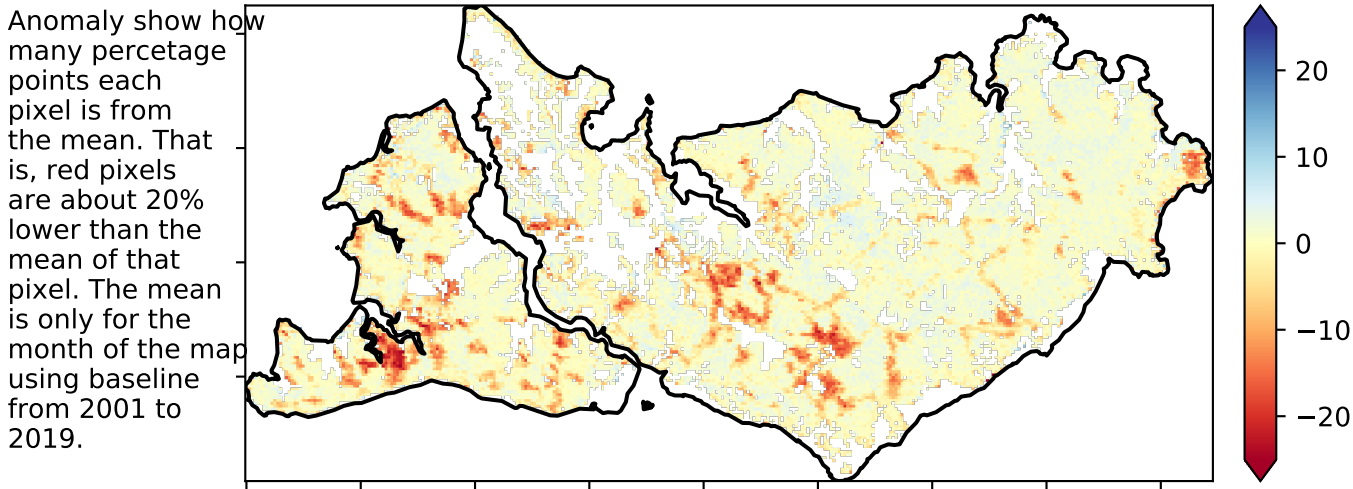 Anomaly show how
many percetage
points each
pixel is from
the mean. That
is, red pixels
are about 20%
lower than the
mean of that
pixel. The mean
is only for the
month of the map
using baseline
from 2001 to
2019.
20
10
0
−10
−20